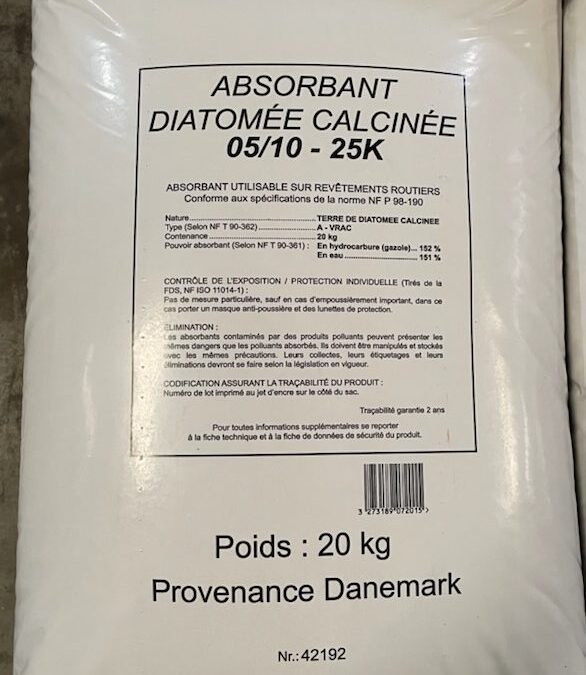 ABSORBANT
DIATOMÉE CALCINÉE
05/10 - 25K
ABSORBANT UTILISABLE SUR REVÊTEMENTS ROUTIERS
Conforme aux spécifications de la norme NF P 98-190
Nature.......................................... TERRE DE DIATOMEE CALCINEE
Type (Selon NF T 90-362)........................ A - VRAC
Contenance...................................... 20 kg
Pouvoir absorbant (Selon NF T 90-361) : En hydrocarbure (gazole)... 152 %
En eau............................ 151 %
CONTRÔLE DE L'EXPOSITION / PROTECTION INDIVIDUELLE (Tirés de la
FDS, NF ISO 11014-1) :
Pas de mesure particulière, sauf en cas d'empoussièrement important, dans ce
cas porter un masque anti-poussière et des lunettes de protection.
ELIMINATION :
Les absorbants contaminés par des produits polluants peuvent présenter les
mêmes dangers que les polluants absorbés. Ils doivent être manipulés et stockés
avec les mêmes précautions. Leurs collectes, leurs étiquetages et leurs
éliminations devront se faire selon la législation en vigueur.
CODIFICATION ASSURANT LA TRAÇABILITÉ DU PRODUIT :
Numéro de lot imprimé au jet d'encre sur le côté du sac.
Traçabilité garantie 2 ans
Pour toutes informations supplémentaires se reporter
à la fiche technique et à la fiche de données de sécurité du produit.
3 273189 072015 >
Poids : 20 kg
Provenance Danemark
Nr.: 42192